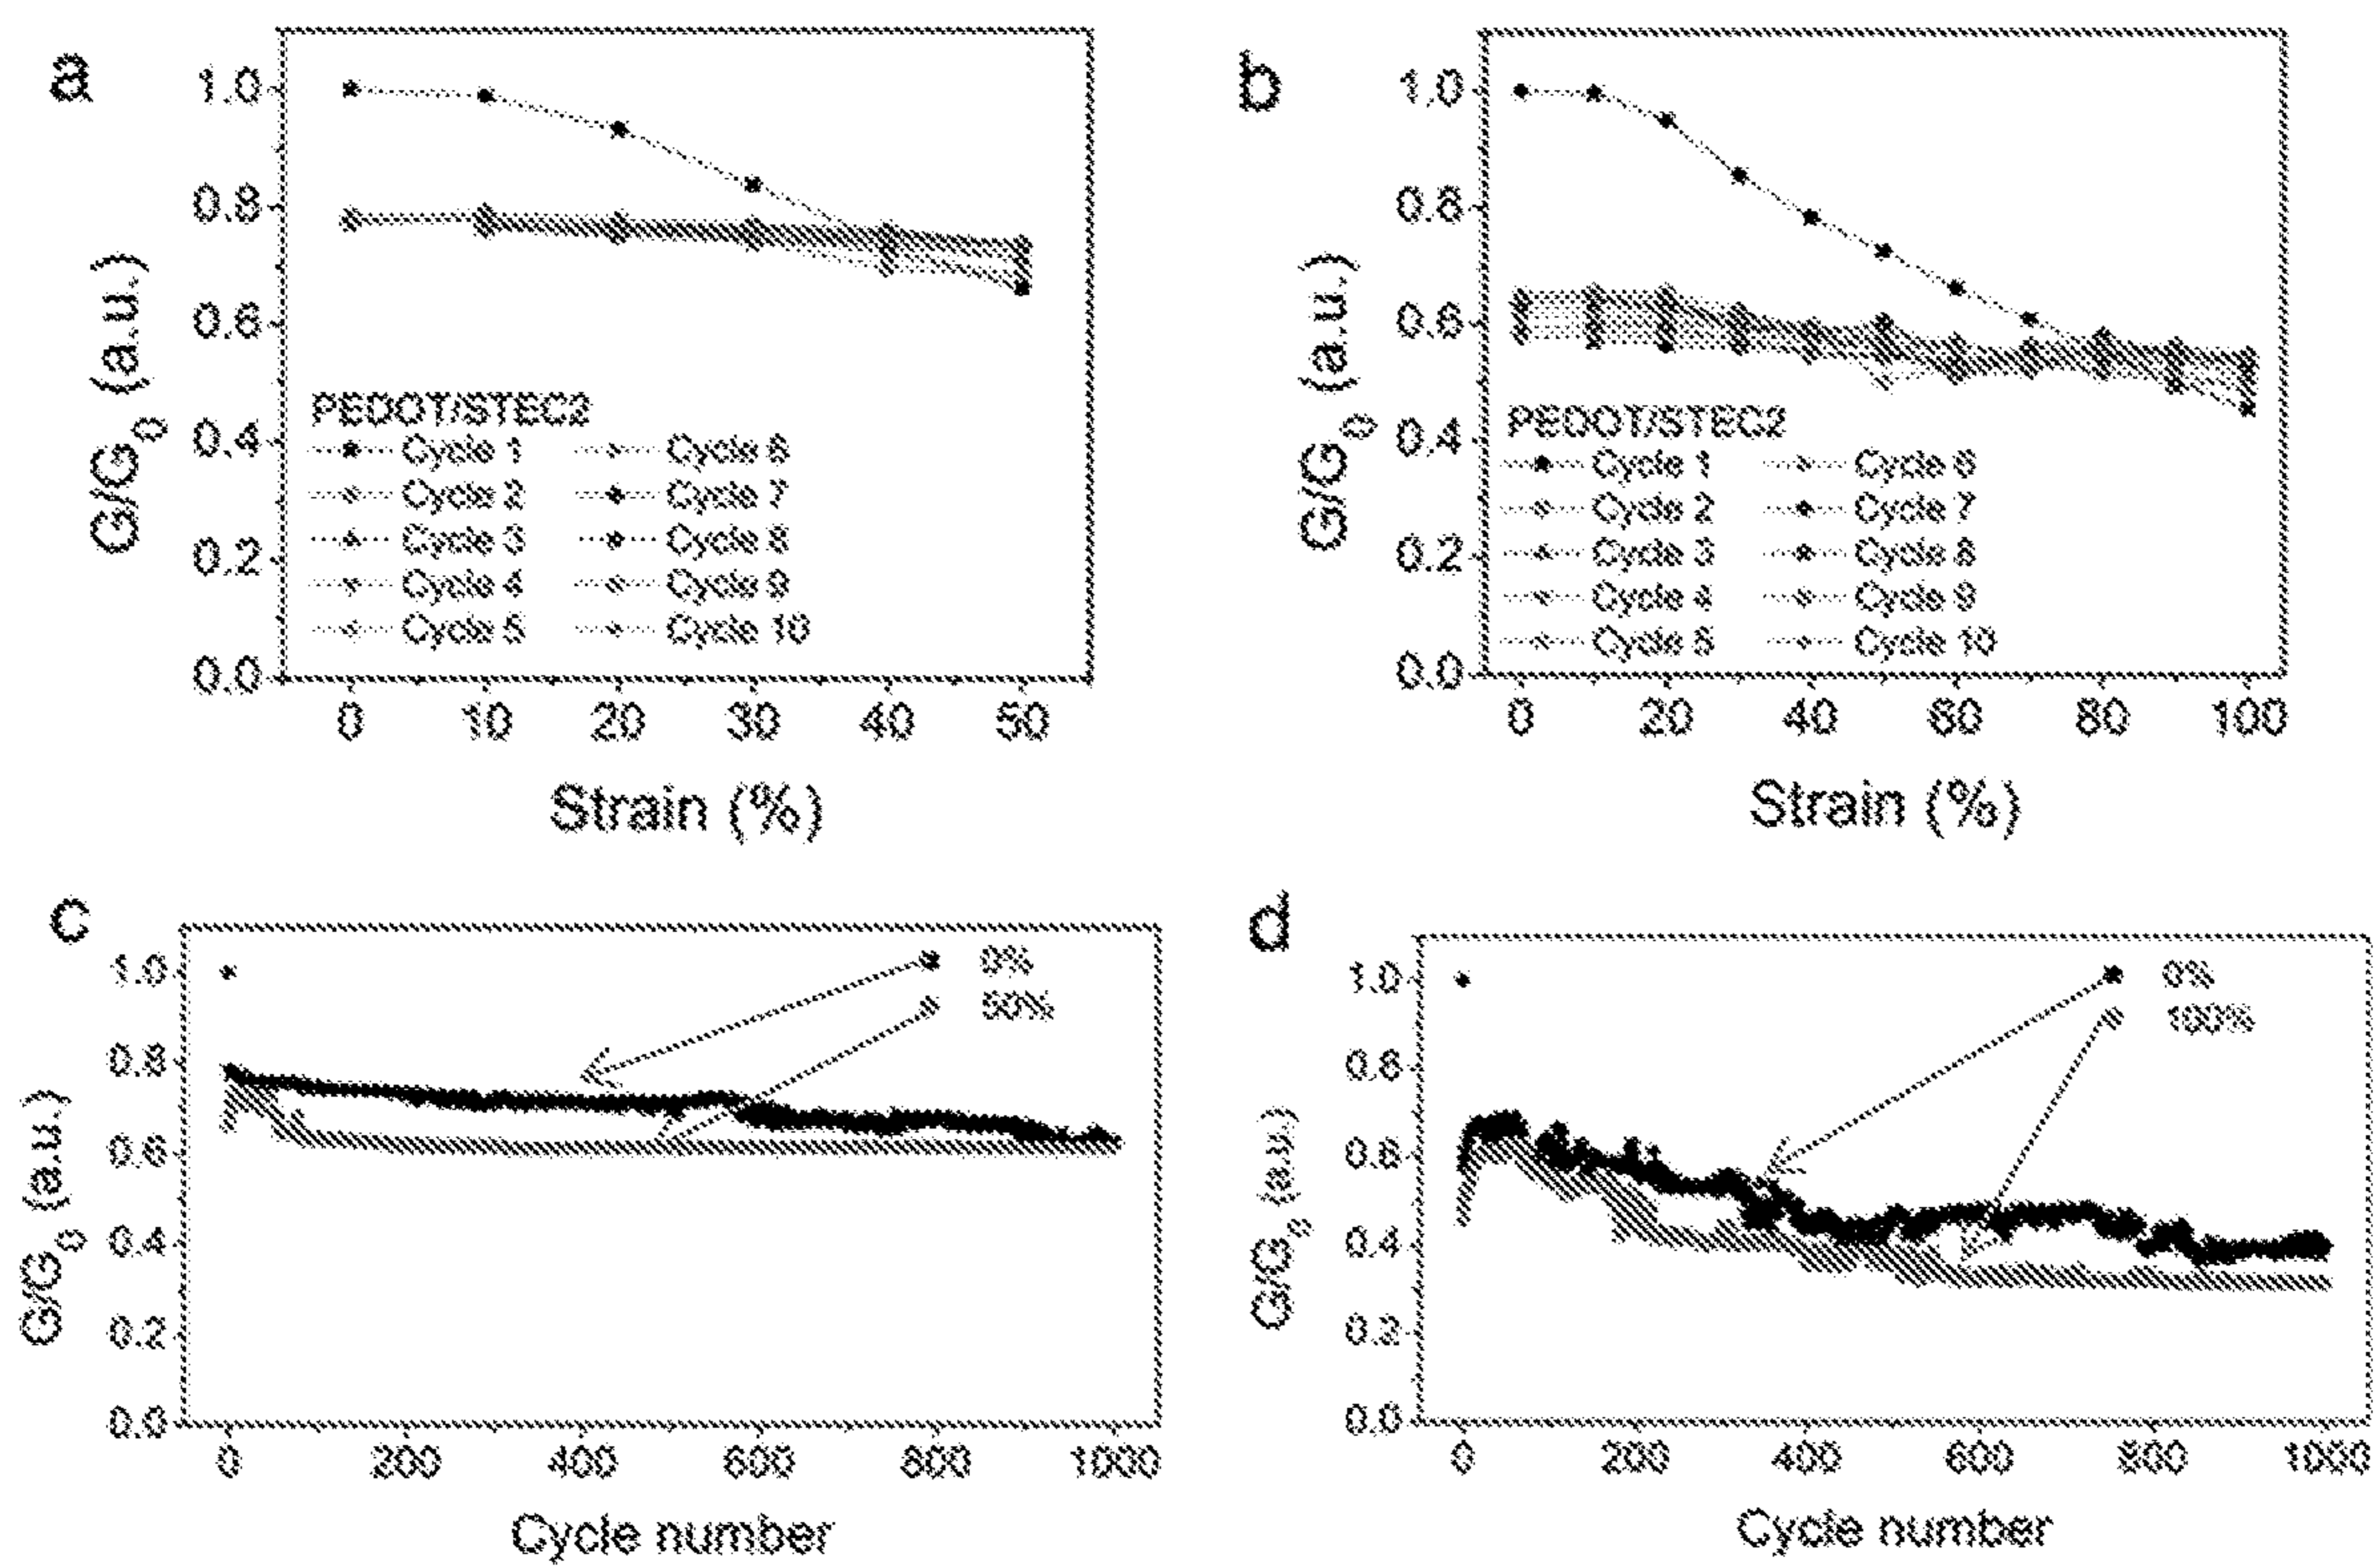 a
1.0
0.8
0.6
0.4
0.2
0.0
G/G0 (a.u.)
PEDOT/STEC2
Cycle 1 Cycle 6
Cycle 2 Cycle 7
Cycle 3 Cycle 8
Cycle 4 Cycle 9
Cycle 5 Cycle 10
0 10 20 30 40 50
Strain (%)
b
1.0
0.8
0.6
0.4
0.2
0.0
G/G0 (a.u.)
PEDOT/STEC2
Cycle 1 Cycle 6
Cycle 2 Cycle 7
Cycle 3 Cycle 8
Cycle 4 Cycle 9
Cycle 5 Cycle 10
0 20 40 60 80 100
Strain (%)
c
1.0
0.8
0.6
0.4
0.2
0.0
G/G0 (a.u.)
0%
50%
0 200 400 600 800 1000
Cycle number
d
1.0
0.8
0.6
0.4
0.2
0.0
G/G0 (a.u.)
0%
100%
0 200 400 600 800 1000
Cycle number